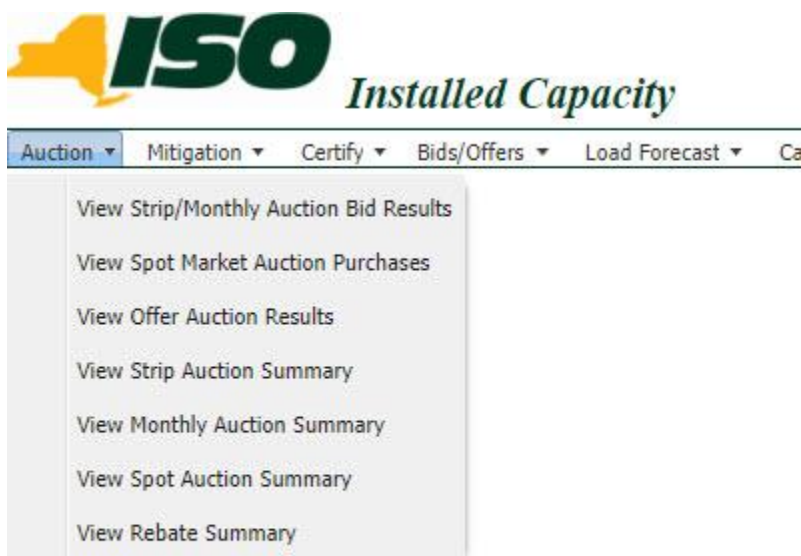 ISO
Installed Capacity
Auction Mitigation Certify Bids/Offers Load Forecast Ca
View Strip/Monthly Auction Bid Results
View Spot Market Auction Purchases
View Offer Auction Results
View Strip Auction Summary
View Monthly Auction Summary
View Spot Auction Summary
View Rebate Summary